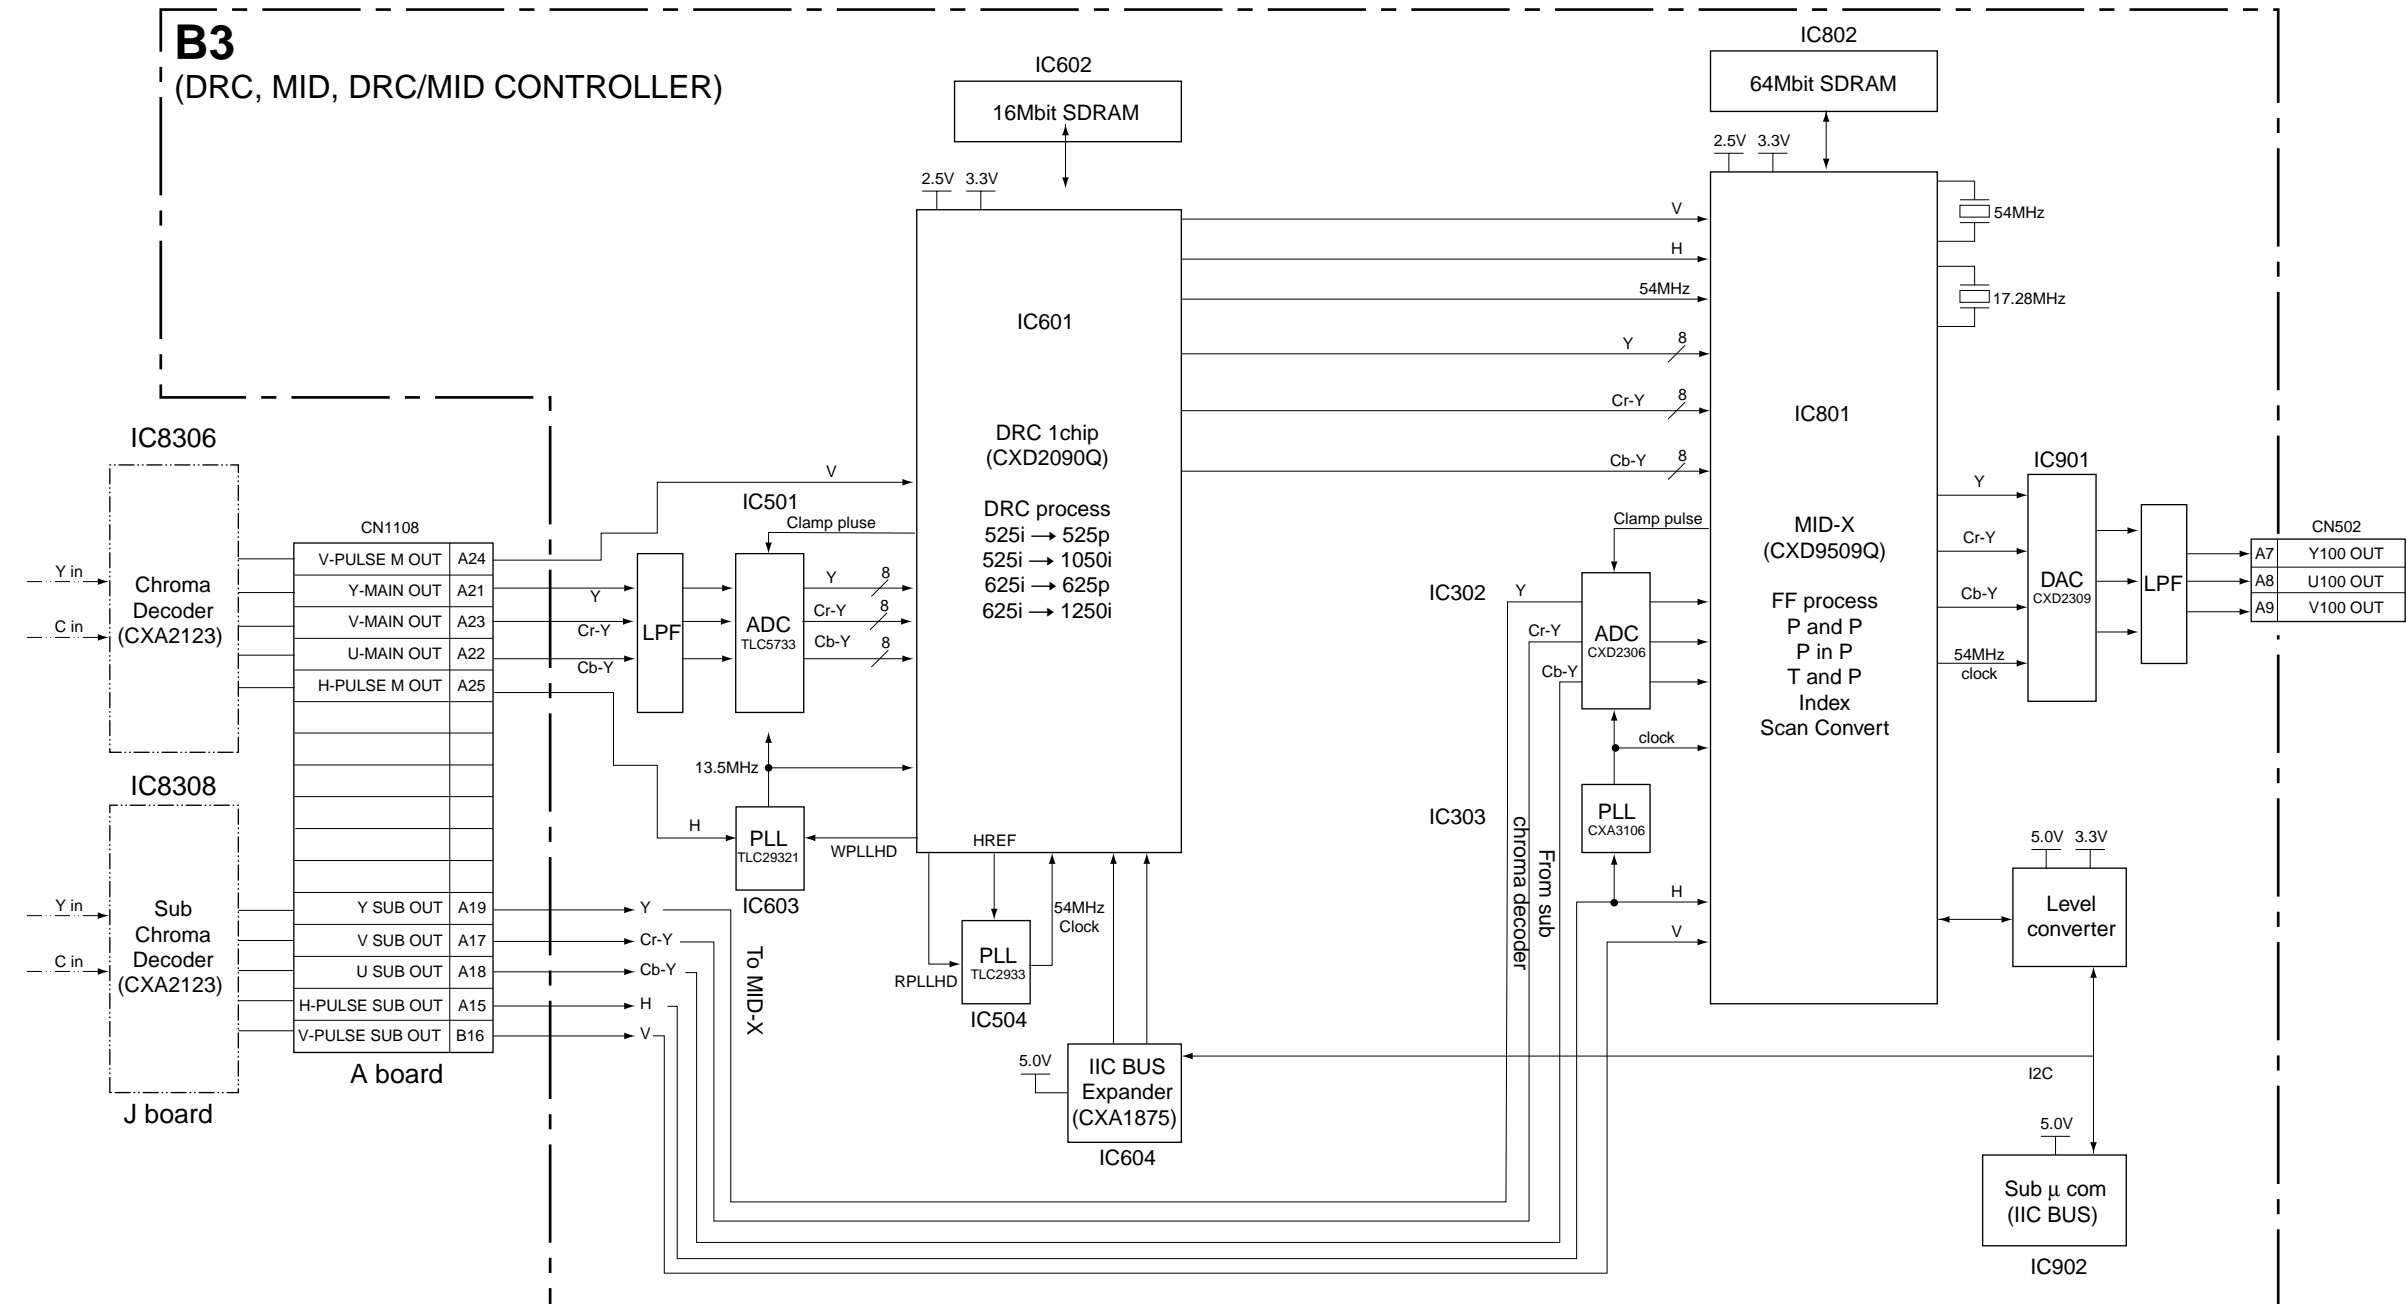 B3
(DRC, MID, DRC/MID CONTROLLER)
IC602
16Mbit SDRAM
IC802
64Mbit SDRAM
2.5V 3.3V
2.5V 3.3V
54MHz
17.28MHz
V
H
54MHz
Y 8
Cr-Y 8
Cb-Y 8
IC601
DRC 1chip
(CXD2090Q)
DRC process
525i → 525p
525i → 1050i
625i → 625p
625i → 1250i
HREF
IC801
MID-X
(CXD9509Q)
FF process
P and P
P in P
T and P
Index
Scan Convert
IC8306
Chroma
Decoder
(CXA2123)
Y in
C in
IC8308
Sub
Chroma
Decoder
(CXA2123)
Y in
C in
J board
CN1108
V-PULSE M OUT A24
Y-MAIN OUT A21
V-MAIN OUT A23
U-MAIN OUT A22
H-PULSE M OUT A25
Y SUB OUT A19
V SUB OUT A17
U SUB OUT A18
H-PULSE SUB OUT A15
V-PULSE SUB OUT B16
A board
V
Y
Cr-Y
Cb-Y
LPF
IC501
Clamp pluse
ADC
TLC5733
Y 8
Cr-Y 8
Cb-Y 8
13.5MHz
H
PLL
TLC29321
IC603
WPLLHD
Y
Cr-Y
Cb-Y
H
V
To MID-X
RPLLHD
PLL
TLC2933
IC504
54MHz
Clock
5.0V
IIC BUS
Expander
(CXA1875)
IC604
Clamp pulse
IC302
ADC
CXD2306
Y
Cr-Y
Cb-Y
clock
IC303
PLL
CXA3106
From sub
chroma decoder
H
V
Y
Cr-Y
Cb-Y
54MHz
clock
IC901
DAC
CXD2309
LPF
CN502
A7 Y100 OUT
A8 U100 OUT
A9 V100 OUT
5.0V 3.3V
Level
converter
I2C
5.0V
Sub μ com
(IIC BUS)
IC902